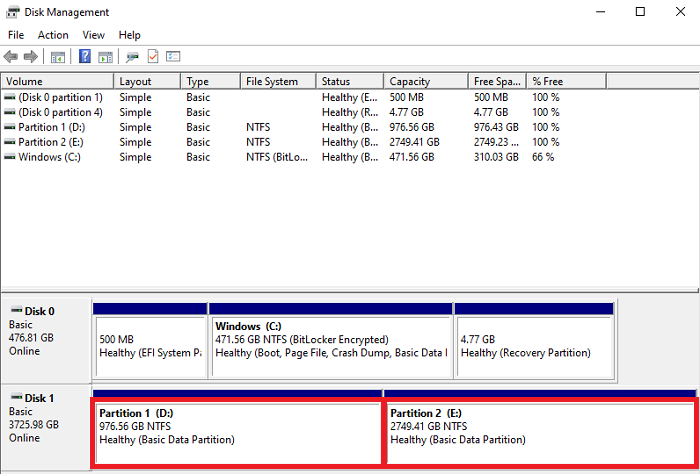 Disk Management
File Action View Help
Volume Layout Type File System Status Capacity Free Spa... % Free
(Disk 0 partition 1) Simple Basic Healthy (E... 500 MB 500 MB 100 %
(Disk 0 partition 4) Simple Basic Healthy (R... 4.77 GB 4.77 GB 100 %
Partition 1 (D:) Simple Basic NTFS Healthy (B... 976.56 GB 976.43 GB 100 %
Partition 2 (E:) Simple Basic NTFS Healthy (B... 2749.41 GB 2749.23 ... 100 %
Windows (C:) Simple Basic NTFS (BitLo... Healthy (B... 471.56 GB 310.03 GB 66 %
Disk 0
Basic
476.81 GB
Online
500 MB
Healthy (EFI System Pa
Windows (C:)
471.56 GB NTFS (BitLocker Encrypted)
Healthy (Boot, Page File, Crash Dump, Basic Data I
4.77 GB
Healthy (Recovery Partition)
Disk 1
Basic
3725.98 GB
Online
Partition 1 (D:)
976.56 GB NTFS
Healthy (Basic Data Partition)
Partition 2 (E:)
2749.41 GB NTFS
Healthy (Basic Data Partition)